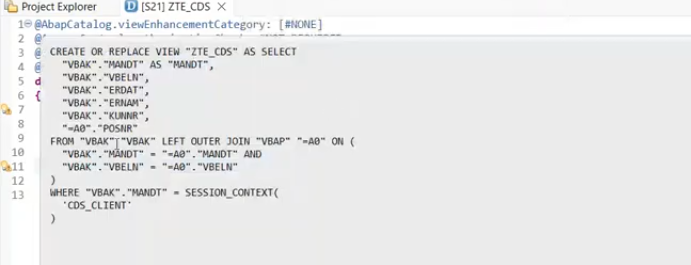 Project Explorer
[S21] ZTE_CDS
1 @AbapCatalog.viewEnhancementCategory: [#NONE]
2 @
3 @
4 @
5 d
6 {
7
8
9
10
11
12
13
CREATE OR REPLACE VIEW "ZTE_CDS" AS SELECT
"VBAK"."MANDT" AS "MANDT",
"VBAK"."VBELN",
"VBAK"."ERDAT",
"VBAK"."ERNAM",
"VBAK"."KUNNR",
"=A0"."POSNR"
FROM "VBAK" "VBAK" LEFT OUTER JOIN "VBAP" "=A0" ON (
"VBAK"."MANDT" = "=A0"."MANDT" AND
"VBAK"."VBELN" = "=A0"."VBELN"
)
WHERE "VBAK"."MANDT" = SESSION_CONTEXT(
'CDS_CLIENT'
)